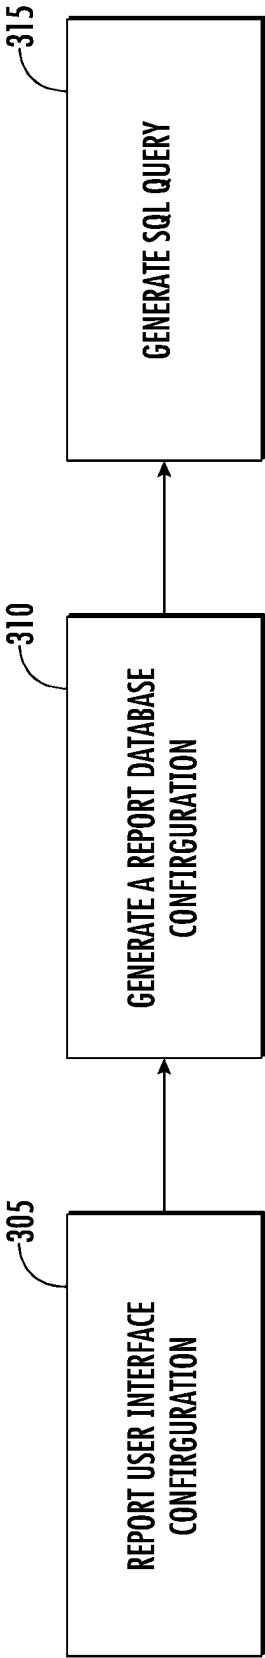 305
REPORT USER INTERFACE
CONFIRGURATION
310
GENERATE A REPORT DATABASE
CONFIRGURATION
315
GENERATE SQL QUERY